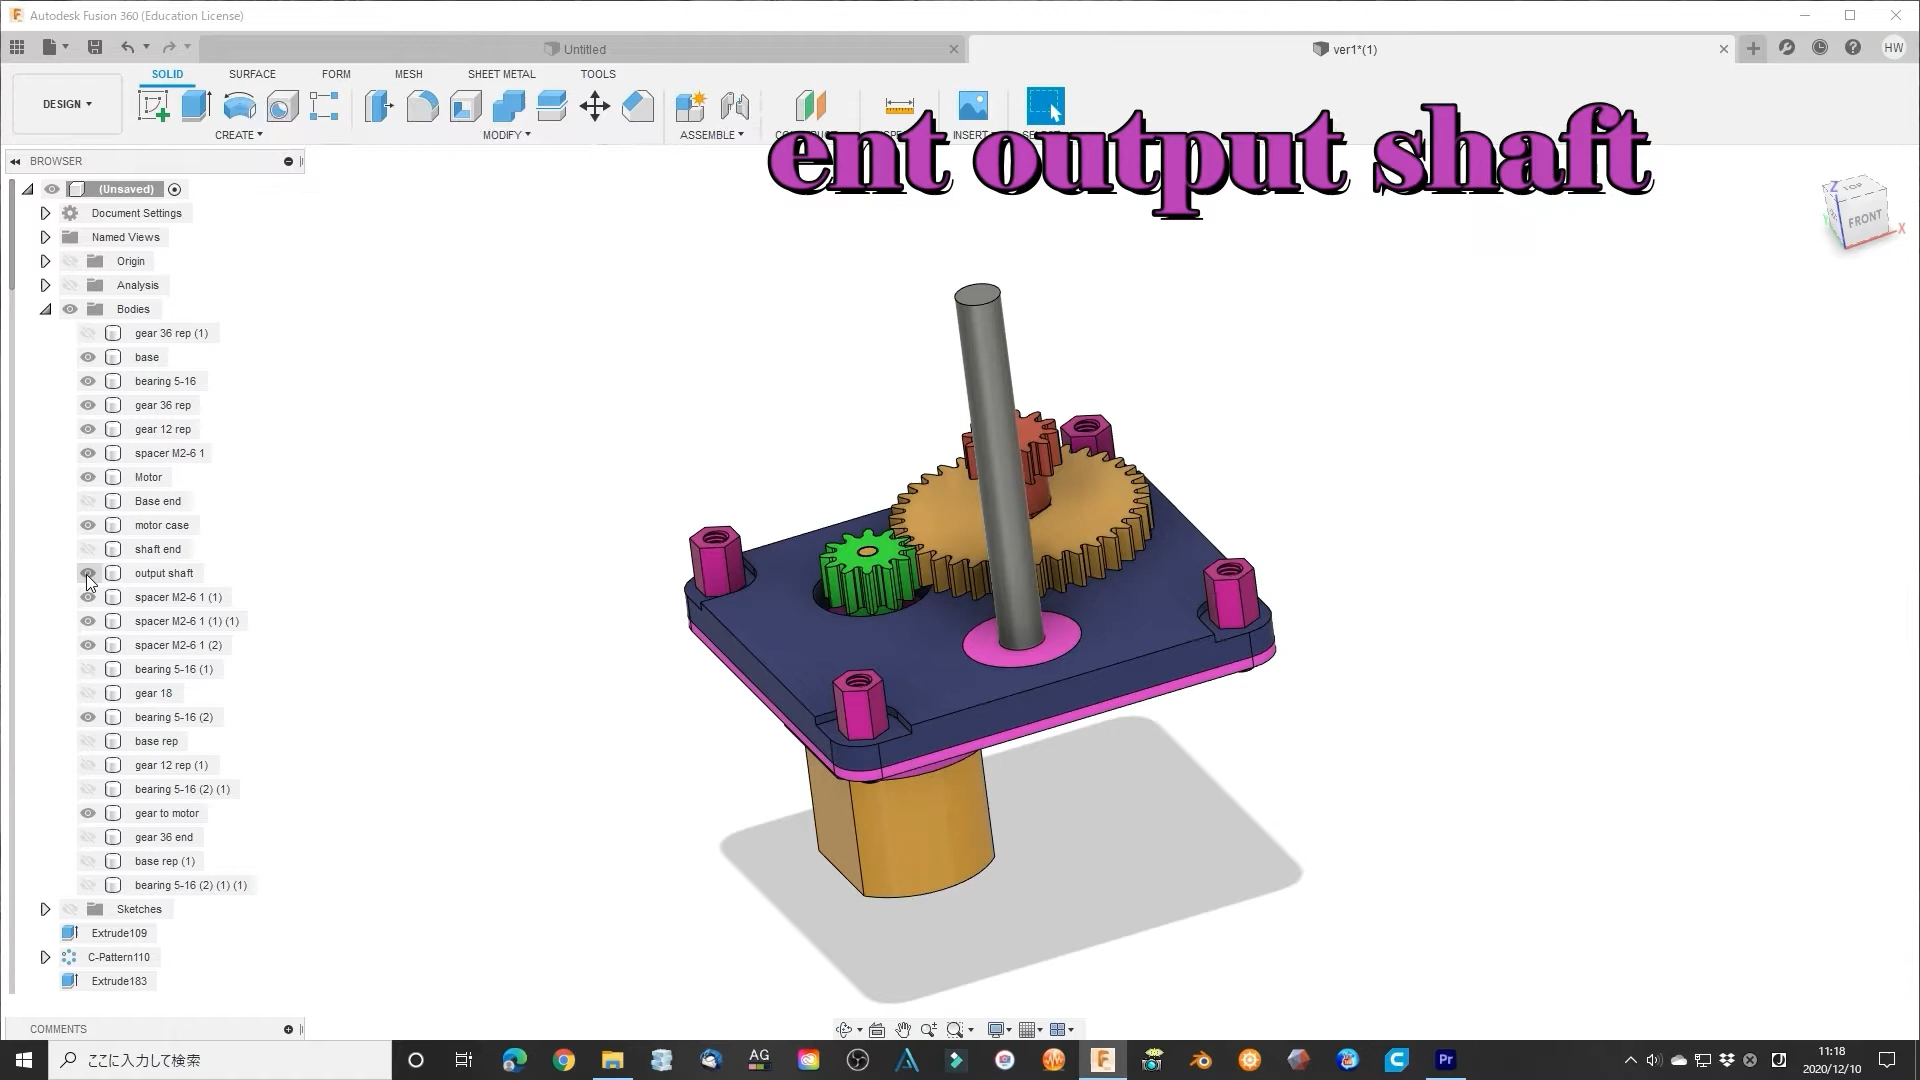 Autodesk Fusion 360 (Education License)
Untitled
ver1*(1)
HW
SOLID SURFACE FORM MESH SHEET METAL TOOLS
DESIGN
CREATE MODIFY ASSEMBLE INSERT
ent output shaft
BROWSER
(Unsaved)
Document Settings
Named Views
Origin
Analysis
Bodies
gear 36 rep (1)
base
bearing 5-16
gear 36 rep
gear 12 rep
spacer M2-6 1
Motor
Base end
motor case
shaft end
output shaft
spacer M2-6 1 (1)
spacer M2-6 1 (1) (1)
spacer M2-6 1 (2)
bearing 5-16 (1)
gear 18
bearing 5-16 (2)
base rep
gear 12 rep (1)
bearing 5-16 (2) (1)
gear to motor
gear 36 end
base rep (1)
bearing 5-16 (2) (1) (1)
Sketches
Extrude109
C-Pattern110
Extrude183
Z
TOP
FRONT
X
COMMENTS
ここに入力して検索
AG
Pr
11:18
2020/12/10